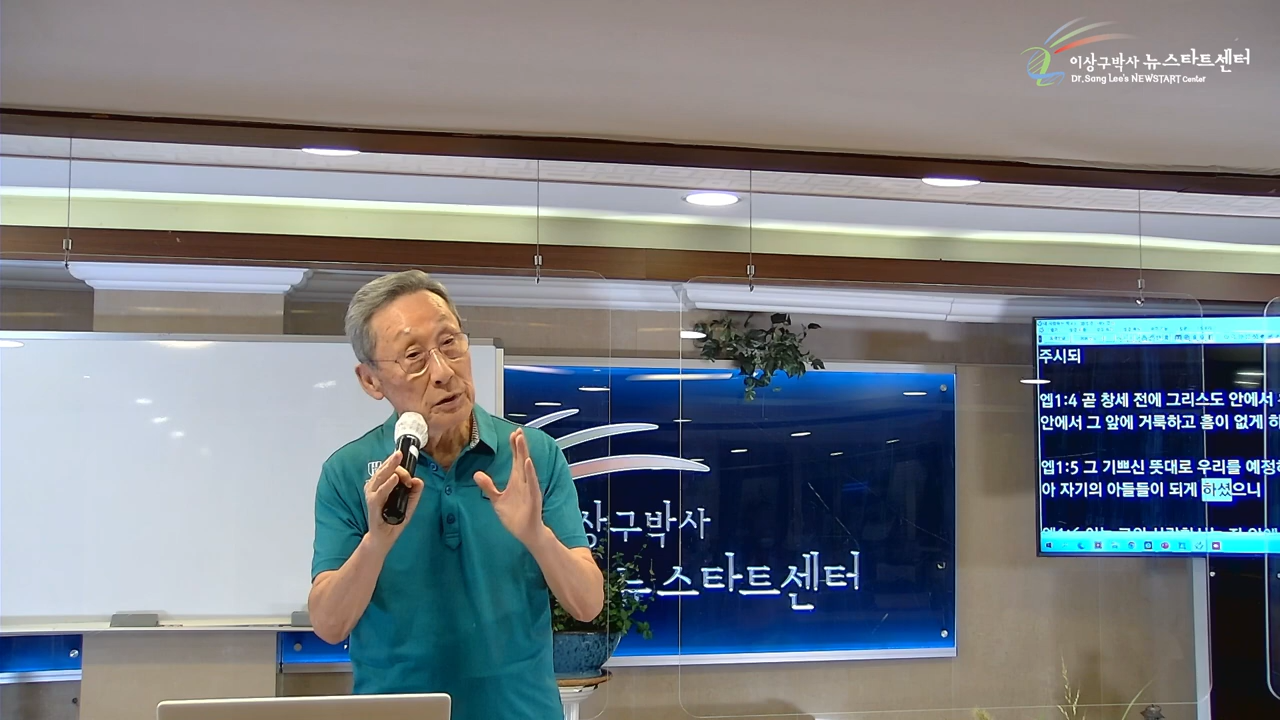 이상구박사 뉴스타트센터
Dr. Sang Lee's NEWSTART Center
주시되
엡1:4 곧 창세 전에 그리스도 안에서
안에서 그 앞에 거룩하고 흠이 없게 하
엡1:5 그 기쁘신 뜻대로 우리를 예정하
아 자기의 아들들이 되게 하셨으니
상구박사
뉴스타트센터